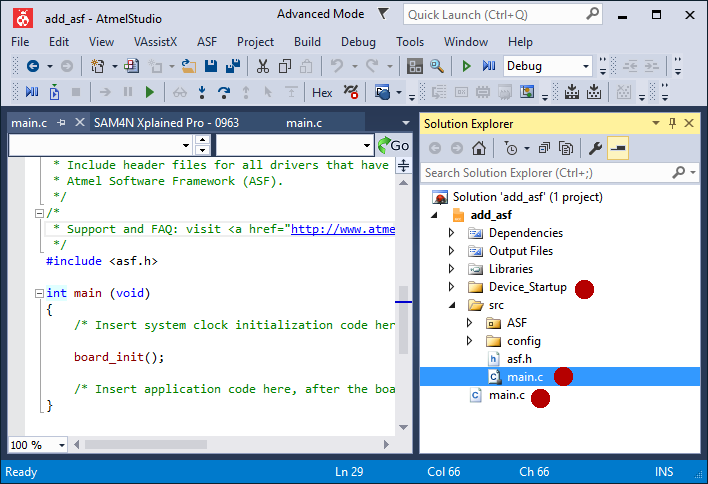 add_asf - AtmelStudio
Advanced Mode
Quick Launch (Ctrl+Q)
File Edit View VAssistX ASF Project Build Debug Tools Window Help
Debug
Hex
main.c
SAM4N Xplained Pro - 0963
main.c
Go
* Include header files for all drivers that have
* Atmel Software Framework (ASF).
*/
/*
* Support and FAQ: visit <a href="http://www.atme
*/
#include <asf.h>
int main (void)
{
/* Insert system clock initialization code her
board_init();
/* Insert application code here, after the boa
}
100 %
Solution Explorer
Search Solution Explorer (Ctrl+;)
Solution 'add_asf' (1 project)
add_asf
Dependencies
Output Files
Libraries
Device_Startup
src
ASF
config
asf.h
main.c
main.c
Ready
Ln 29
Col 66
Ch 66
INS